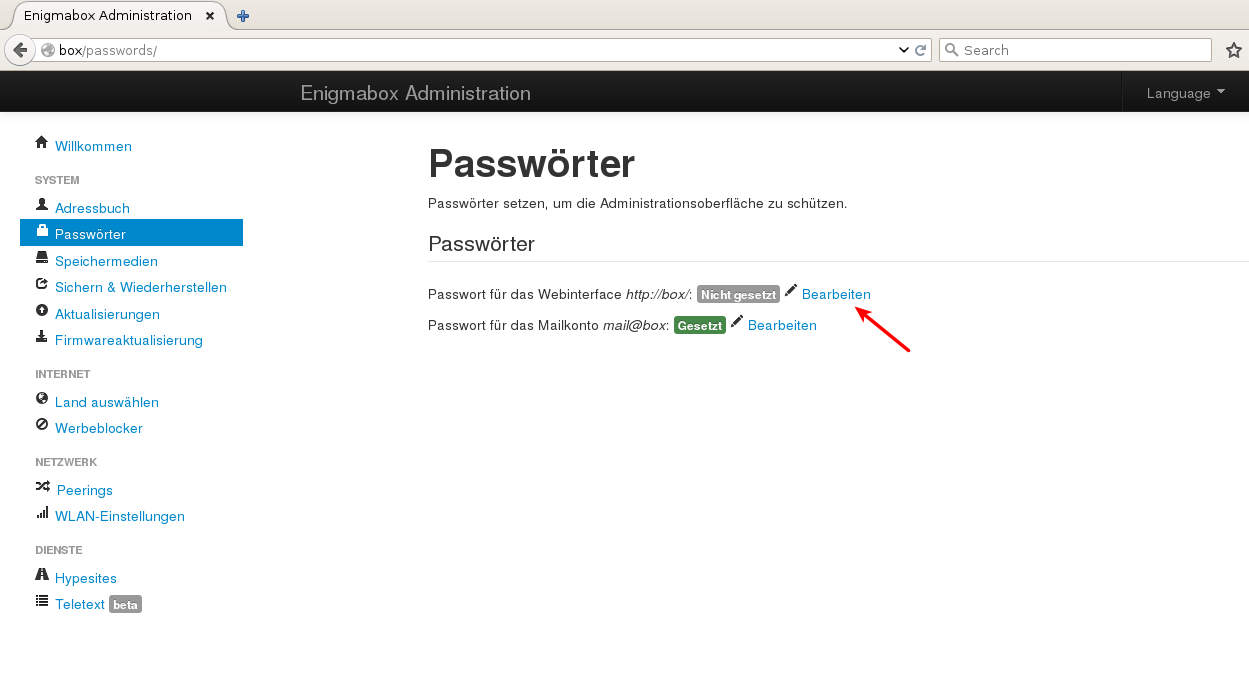 Enigmabox Administration
box/passwords/
Search
Enigmabox Administration
Language
Willkommen
SYSTEM
Adressbuch
Passwörter
Speichermedien
Sichern & Wiederherstellen
Aktualisierungen
Firmwareaktualisierung
INTERNET
Land auswählen
Werbeblocker
NETZWERK
Peerings
WLAN-Einstellungen
DIENSTE
Hypesites
Teletext beta
Passwörter
Passwörter setzen, um die Administrationsoberfläche zu schützen.
Passwörter
Passwort für das Webinterface http://box/: Nicht gesetzt Bearbeiten
Passwort für das Mailkonto mail@box: Gesetzt Bearbeiten